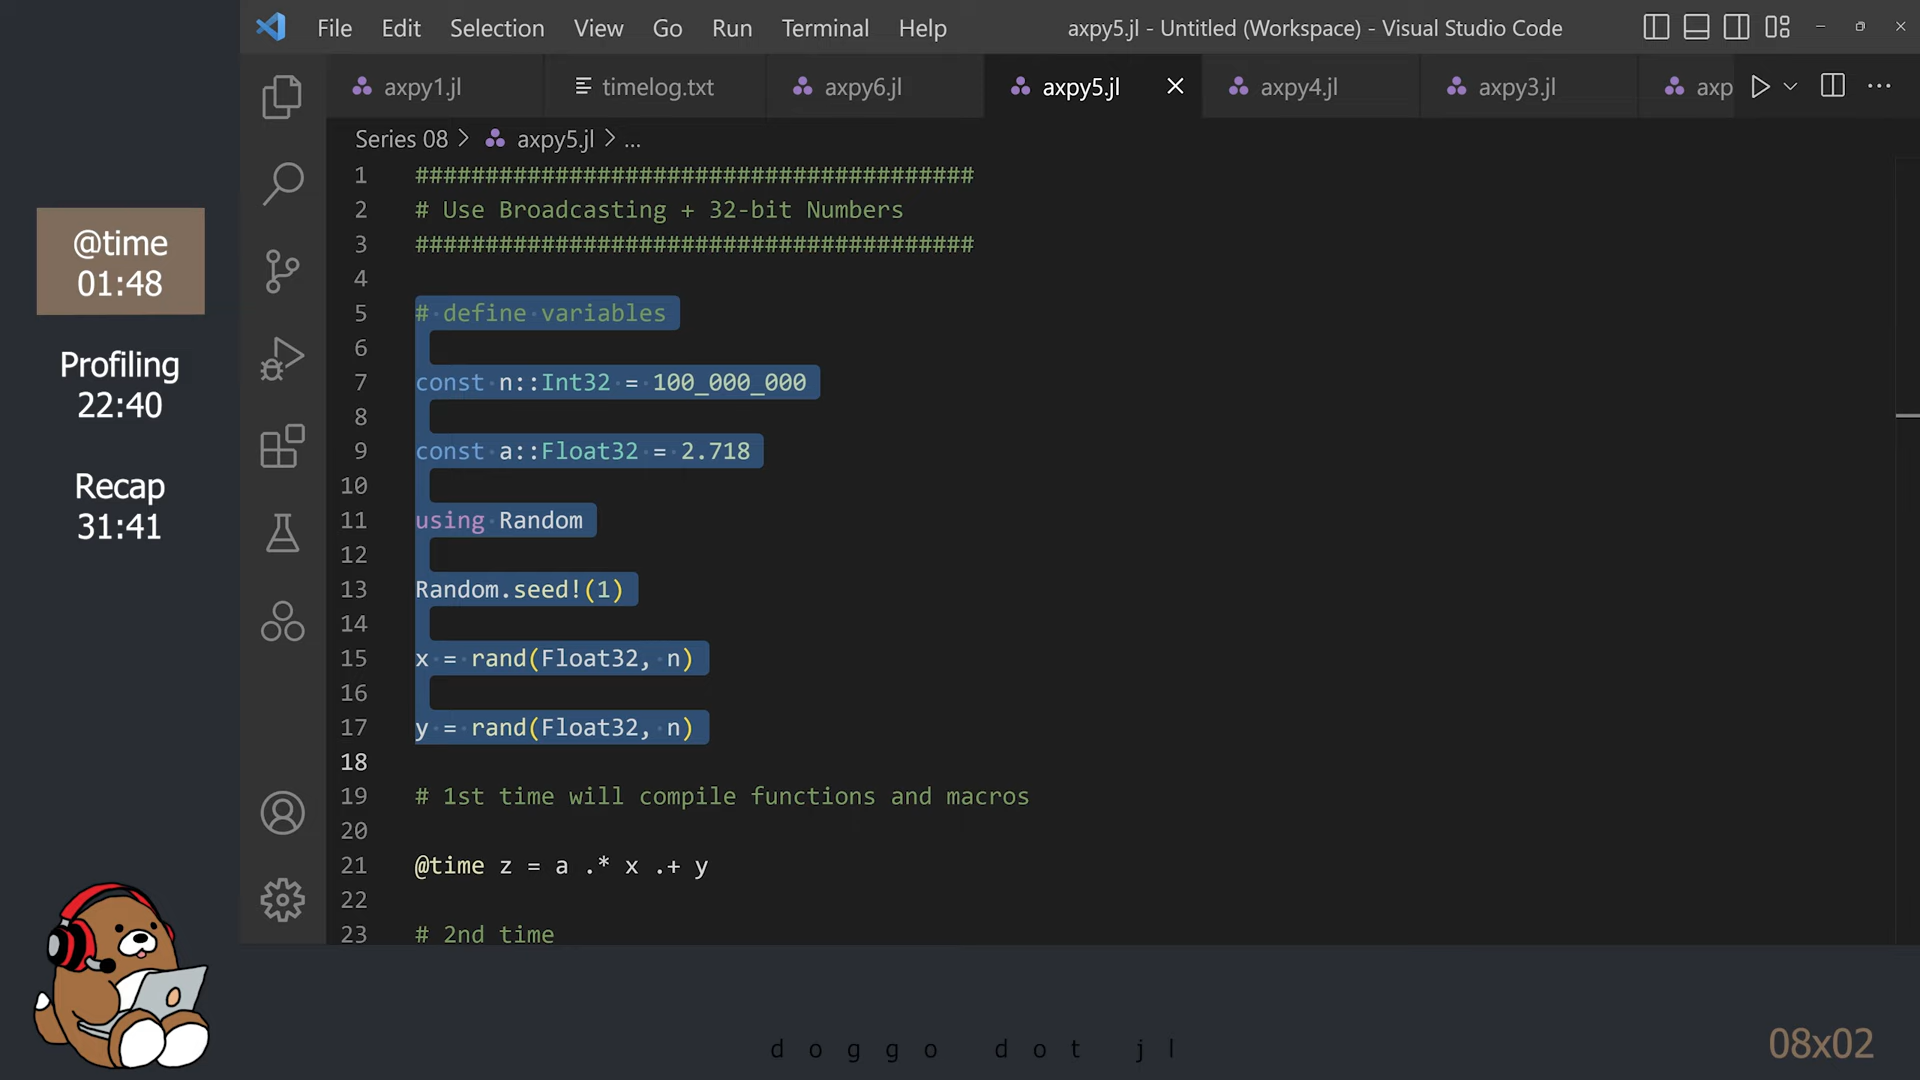 File Edit Selection View Go Run Terminal Help axpy5.jl - Untitled (Workspace) - Visual Studio Code
axpy1.jl timelog.txt axpy6.jl axpy5.jl axpy4.jl axpy3.jl axp
Series 08 > axpy5.jl > ...
@time
01:48
Profiling
22:40
Recap
31:41
1 ########################################
2 # Use Broadcasting + 32-bit Numbers
3 ########################################
4
5 # define variables
6
7 const n::Int32 = 100_000_000
8
9 const a::Float32 = 2.718
10
11 using Random
12
13 Random.seed!(1)
14
15 x = rand(Float32, n)
16
17 y = rand(Float32, n)
18
19 # 1st time will compile functions and macros
20
21 @time z = a .* x .+ y
22
23 # 2nd time
doggo dot jl
08x02